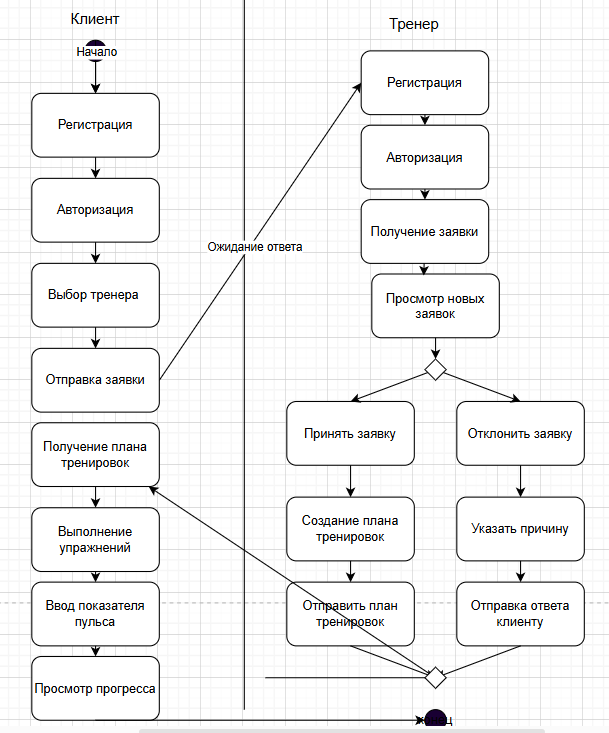 Клиент
Начало
Регистрация
Авторизация
Выбор тренера
Отправка заявки
Получение плана
тренировок
Выполнение
упражнений
Ввод показателя
пульса
Просмотр прогресса
Ожидание ответа
Тренер
Регистрация
Авторизация
Получение заявки
Просмотр новых
заявок
Принять заявку
Создание плана
тренировок
Отправить план
тренировок
Отклонить заявку
Указать причину
Отправка ответа
клиенту